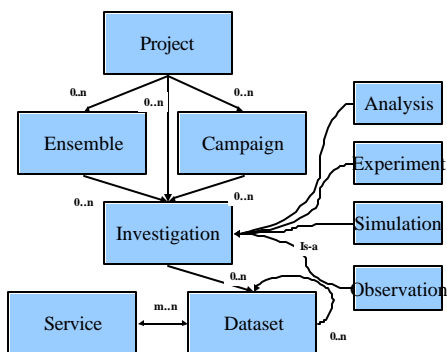 Project
0..n
0..n
0..n
Analysis
Ensemble
Campaign
Experiment
0..n
0..n
Simulation
Investigation
Is-a
0..n
Observation
m..n
Service
Dataset
0..n